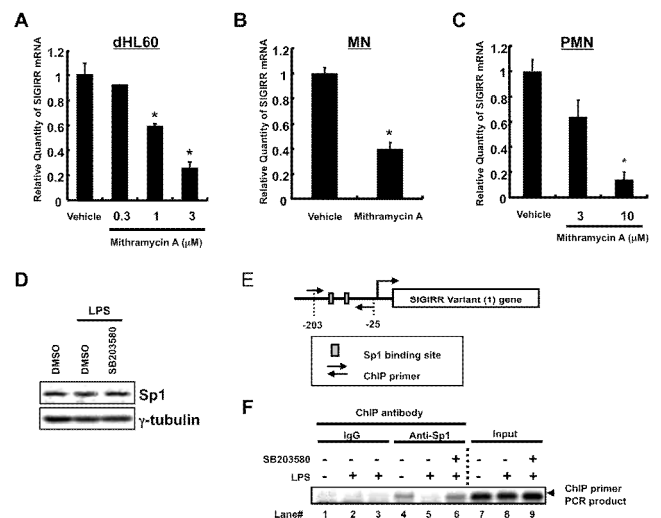 A
dHL60
Relative Quantity of SIGIRR mRNA
1.2
1
0.8
0.6
0.4
0.2
0
*
*
Vehicle 0.3 1 3
Mithramycin A (μM)
B
MN
Relative Quantity of SIGIRR mRNA
1.2
1
0.8
0.6
0.4
0.2
0
*
Vehicle Mithramycin A
C
PMN
Relative Quantity of SIGIRR mRNA
1.2
1
0.8
0.6
0.4
0.2
0
*
Vehicle 3 10
Mithramycin A (μM)
D
LPS
DMSO
DMSO
SB203580
Sp1
γ-tubulin
E
SIGIRR Variant (1) gene
-203 -25
Sp1 binding site
ChIP primer
F
ChIP antibody
IgG Anti-Sp1 Input
SB203580 - - + - - + - - +
LPS - + + - + + - + +
ChIP primer
PCR product
Lane# 1 2 3 4 5 6 7 8 9